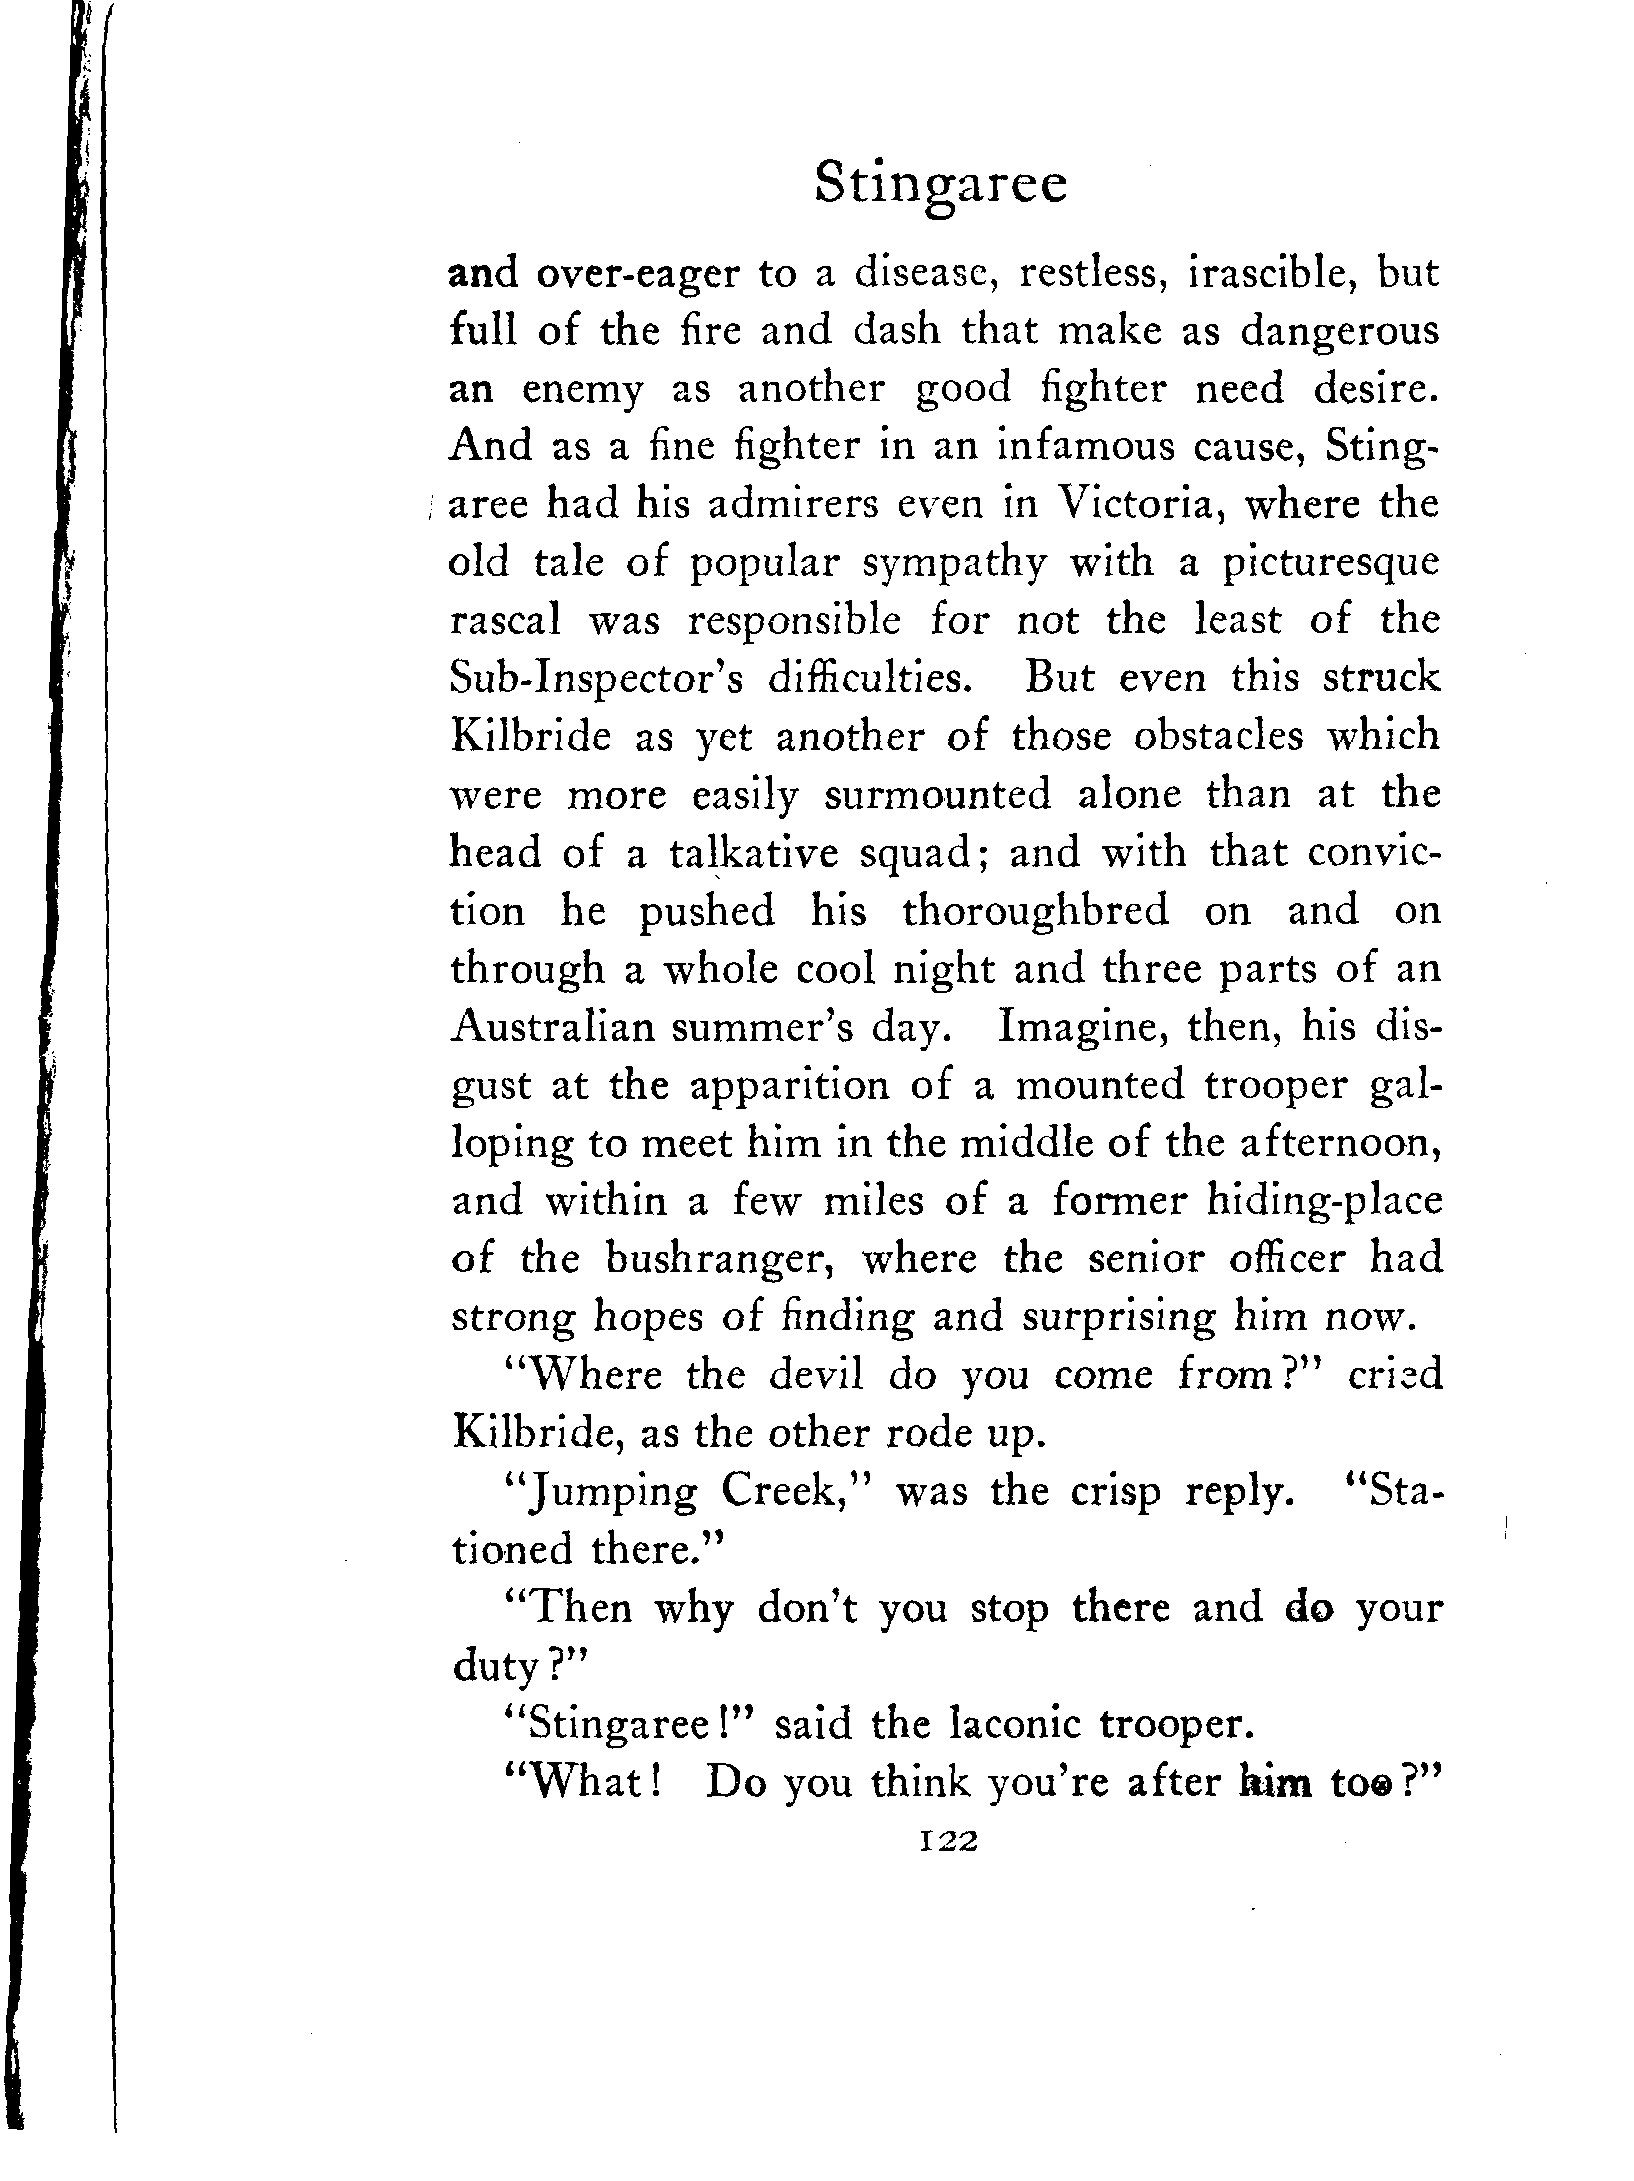 Stingaree
and over-eager to a disease, restless, irascible, but
full of the fire and dash that make as dangerous
an enemy as another good fighter need desire.
And as a fine fighter in an infamous cause, Sting-
aree had his admirers even in Victoria, where the
old tale of popular sympathy with a picturesque
rascal was responsible for not the least of the
Sub-Inspector's difficulties. But even this struck
Kilbride as yet another of those obstacles which
were more easily surmounted alone than at the
head of a talkative squad; and with that convic-
tion he pushed his thoroughbred on and on
through a whole cool night and three parts of an
Australian summer's day. Imagine, then, his dis-
gust at the apparition of a mounted trooper gal-
loping to meet him in the middle of the afternoon,
and within a few miles of a former hiding-place
of the bushranger, where the senior officer had
strong hopes of finding and surprising him now.
"Where the devil do you come from?" cried
Kilbride, as the other rode up.
"Jumping Creek," was the crisp reply. "Sta-
tioned there."
"Then why don't you stop there and do your
duty?"
"Stingaree!" said the laconic trooper.
"What! Do you think you're after him too?"
122